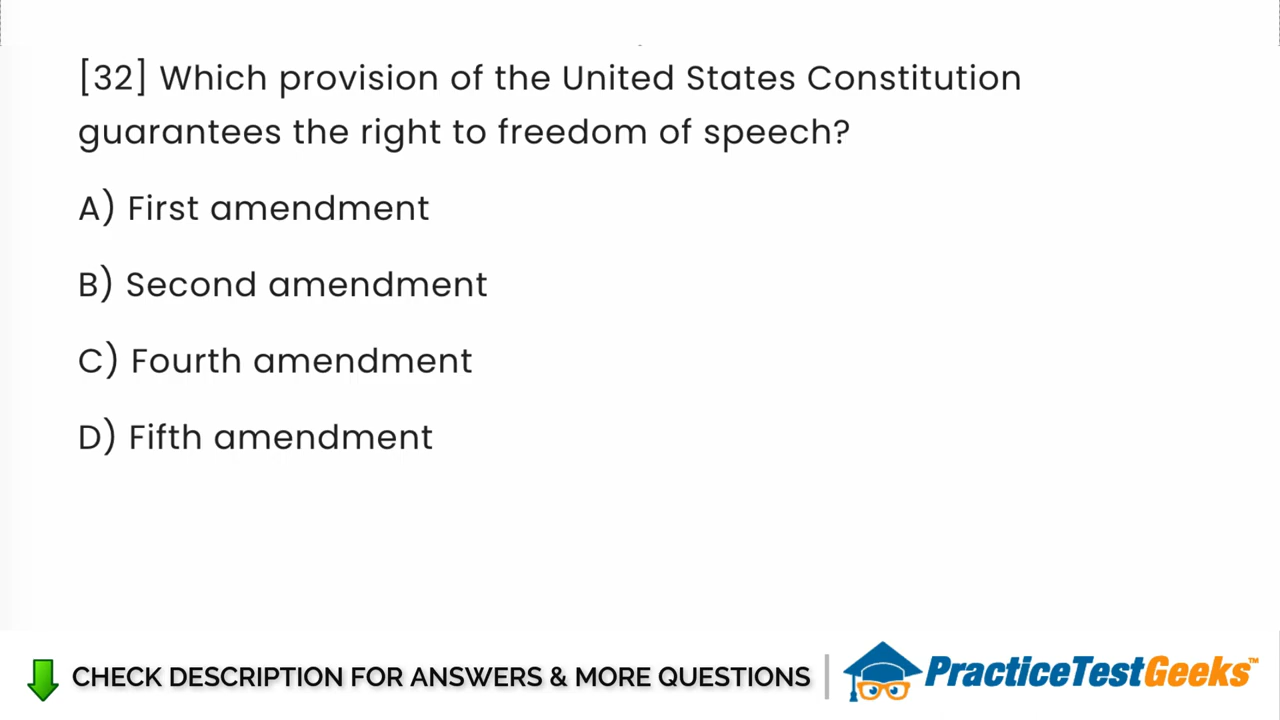 [32] Which provision of the United States Constitution
guarantees the right to freedom of speech?
A) First amendment
B) Second amendment
C) Fourth amendment
D) Fifth amendment
CHECK DESCRIPTION FOR ANSWERS & MORE QUESTIONS
PracticeTestGeeks™